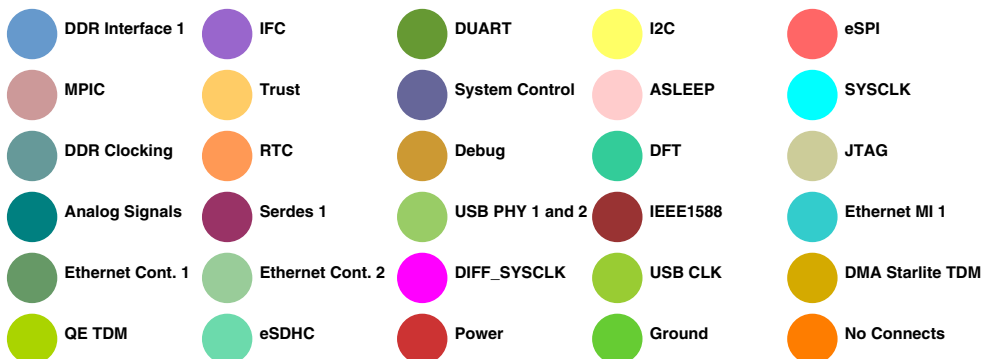 DDR Interface 1 IFC DUART I2C eSPI
MPIC Trust System Control ASLEEP SYSCLK
DDR Clocking RTC Debug DFT JTAG
Analog Signals Serdes 1 USB PHY 1 and 2 IEEE1588 Ethernet MI 1
Ethernet Cont. 1 Ethernet Cont. 2 DIFF_SYSCLK USB CLK DMA Starlite TDM
QE TDM eSDHC Power Ground No Connects